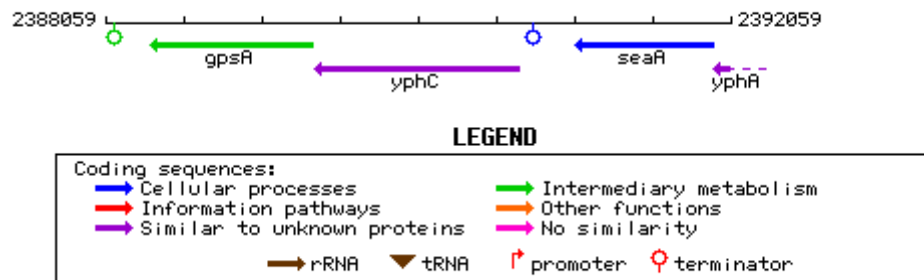 2388059 2392059
gpsA seaA
yphC yphA
LEGEND
Coding sequences:
Cellular processes Intermediary metabolism
Information pathways Other functions
Similar to unknown proteins No similarity
rRNA tRNA promoter terminator